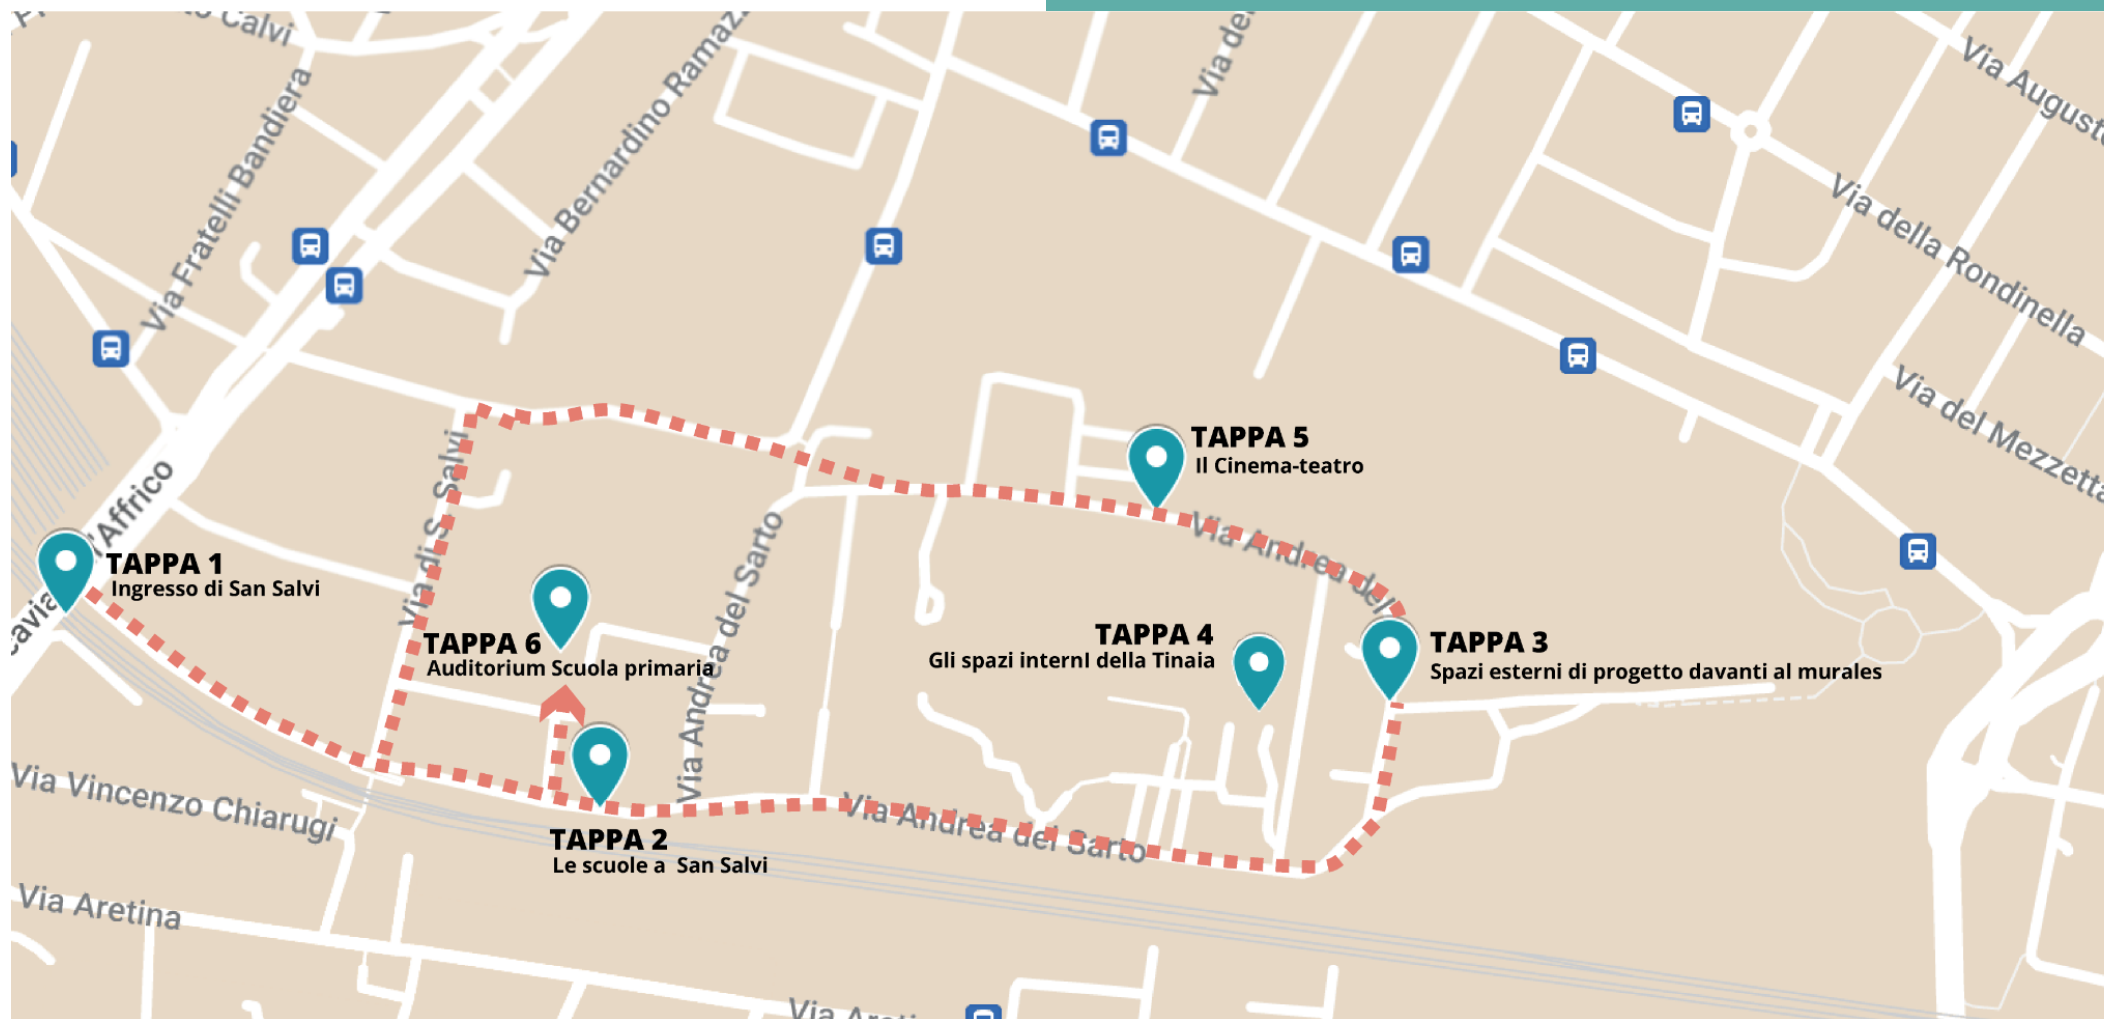 Calvi
Via Fratelli Bandiera
Via Bernardino Ramaz
Via de
Via Augusto
Via della Rondinella
Via del Mezzetta
l'Affrico
Via di S. Salvi
TAPPA 1
Ingresso di San Salvi
TAPPA 5
Il Cinema-teatro
Via Andrea del
Via Andrea del Sarto
TAPPA 6
Auditorium Scuola primaria
TAPPA 4
Gli spazi internI della Tinaia
TAPPA 3
Spazi esterni di progetto davanti al murales
Via Vincenzo Chiarugi
Via Andrea del Sarto
TAPPA 2
Le scuole a San Salvi
Via Aretina